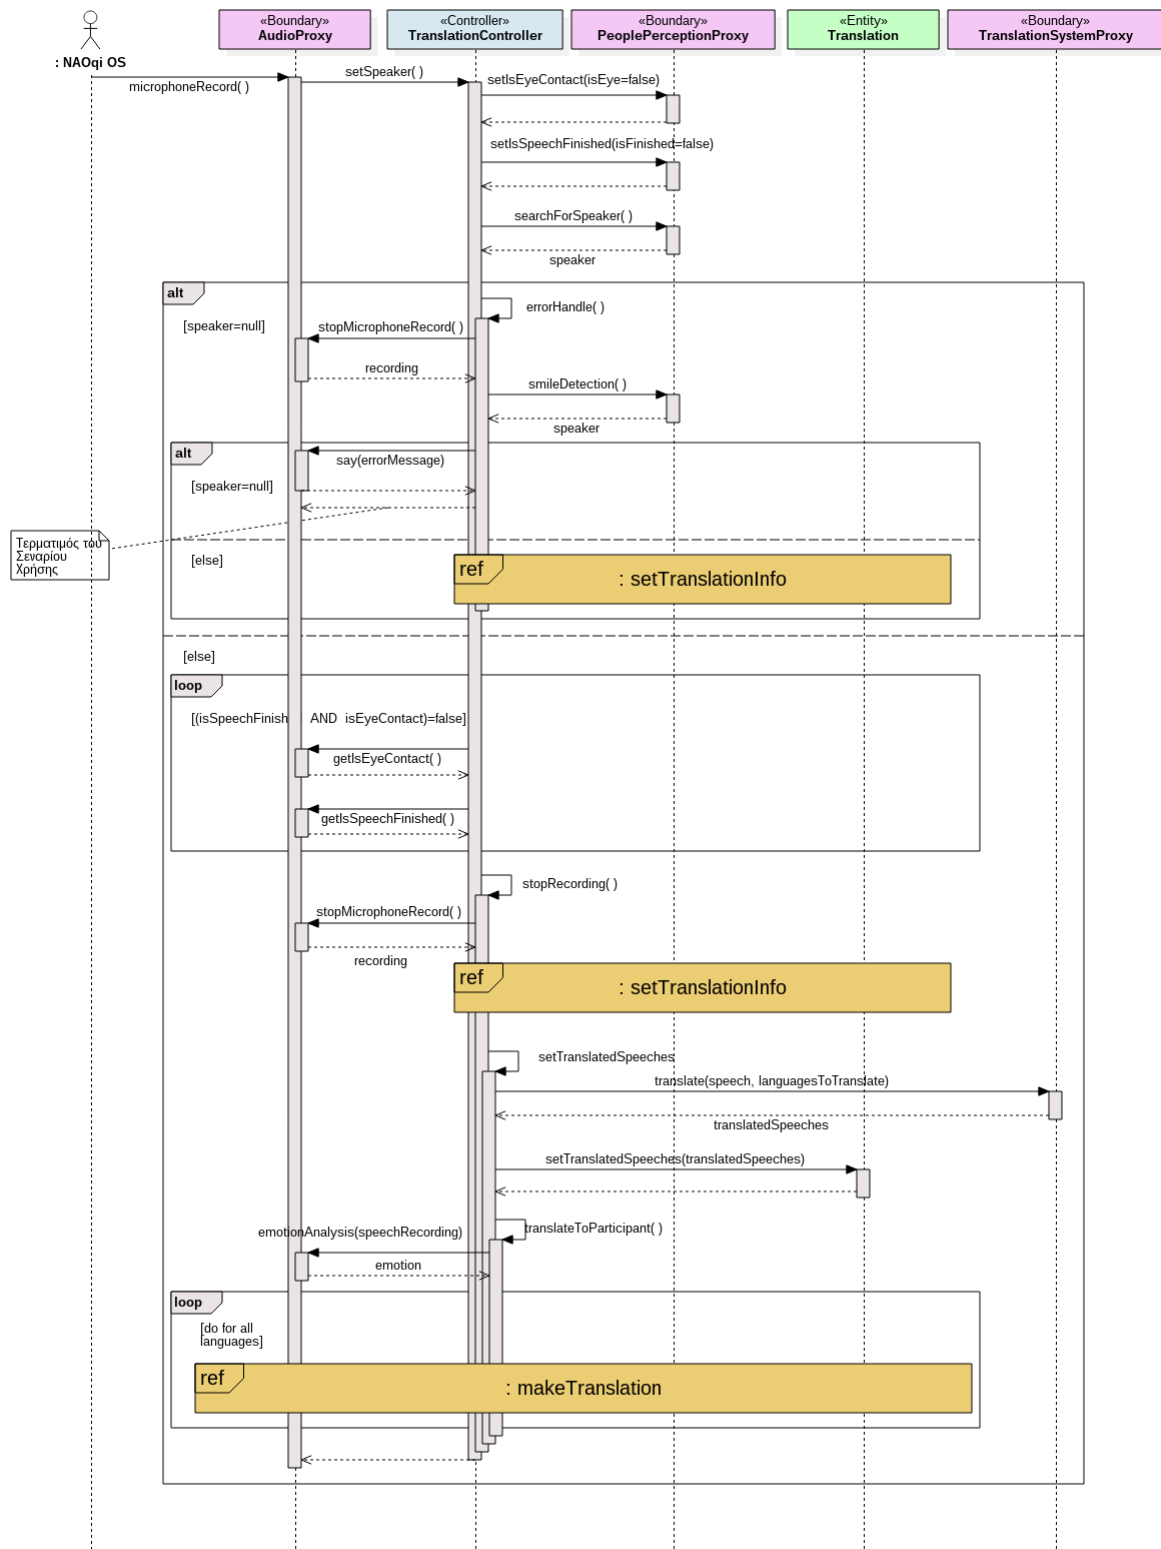 «Boundary»
AudioProxy
«Controller»
TranslationController
«Boundary»
PeoplePerceptionProxy
«Entity»
Translation
«Boundary»
TranslationSystemProxy
: NAOqi OS
microphoneRecord( )
setSpeaker( )
setIsEyeContact(isEye=false)
setIsSpeechFinished(isFinished=false)
searchForSpeaker( )
speaker
alt
errorHandle( )
[speaker=null]
stopMicrophoneRecord( )
recording
smileDetection( )
speaker
alt
say(errorMessage)
[speaker=null]
Τερματιμός του
Σεναρίου
Χρήσης
[else]
ref
: setTranslationInfo
[else]
loop
[(isSpeechFinish AND isEyeContact)=false]
getIsEyeContact( )
getIsSpeechFinished( )
stopRecording( )
stopMicrophoneRecord( )
recording
ref
: setTranslationInfo
setTranslatedSpeeches
translate(speech, languagesToTranslate)
translatedSpeeches
setTranslatedSpeeches(translatedSpeeches)
translateToParticipant( )
emotionAnalysis(speechRecording)
emotion
loop
[do for all
languages]
ref
: makeTranslation